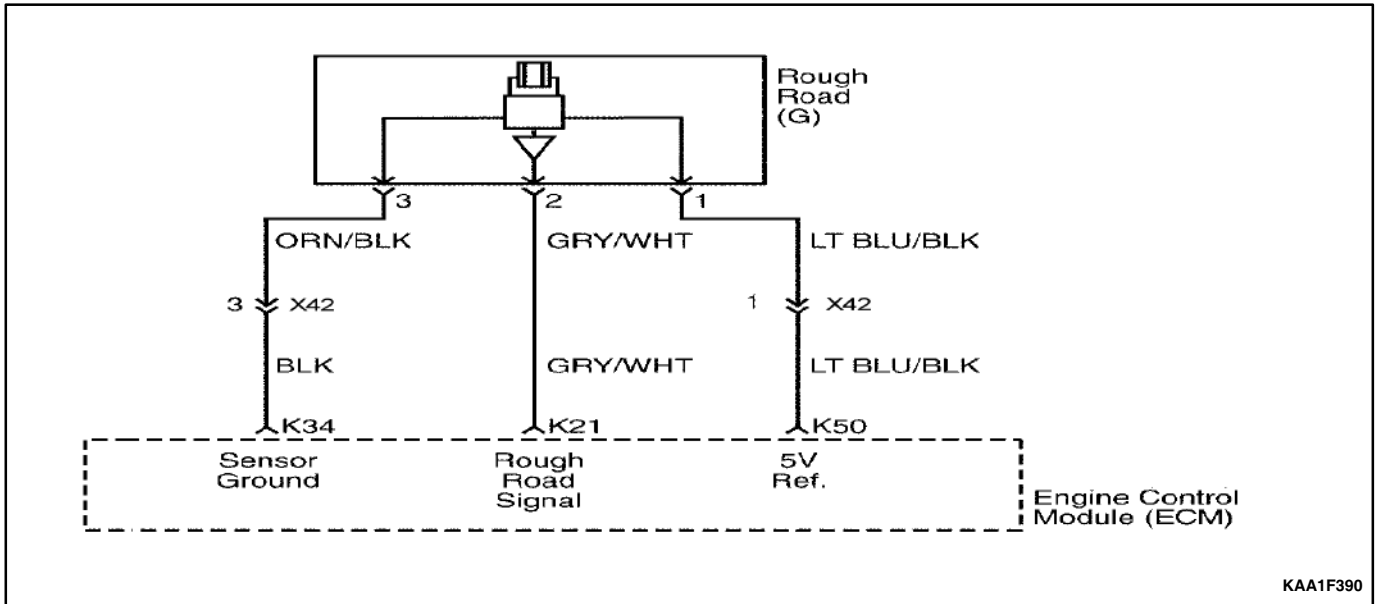 Rough
Road
(G)
3
2
1
ORN/BLK
GRY/WHT
LT BLU/BLK
3
X42
1
X42
BLK
GRY/WHT
LT BLU/BLK
K34
K21
K50
Sensor
Ground
Rough
Road
Signal
5V
Ref.
Engine Control
Module (ECM)
KAA1F390